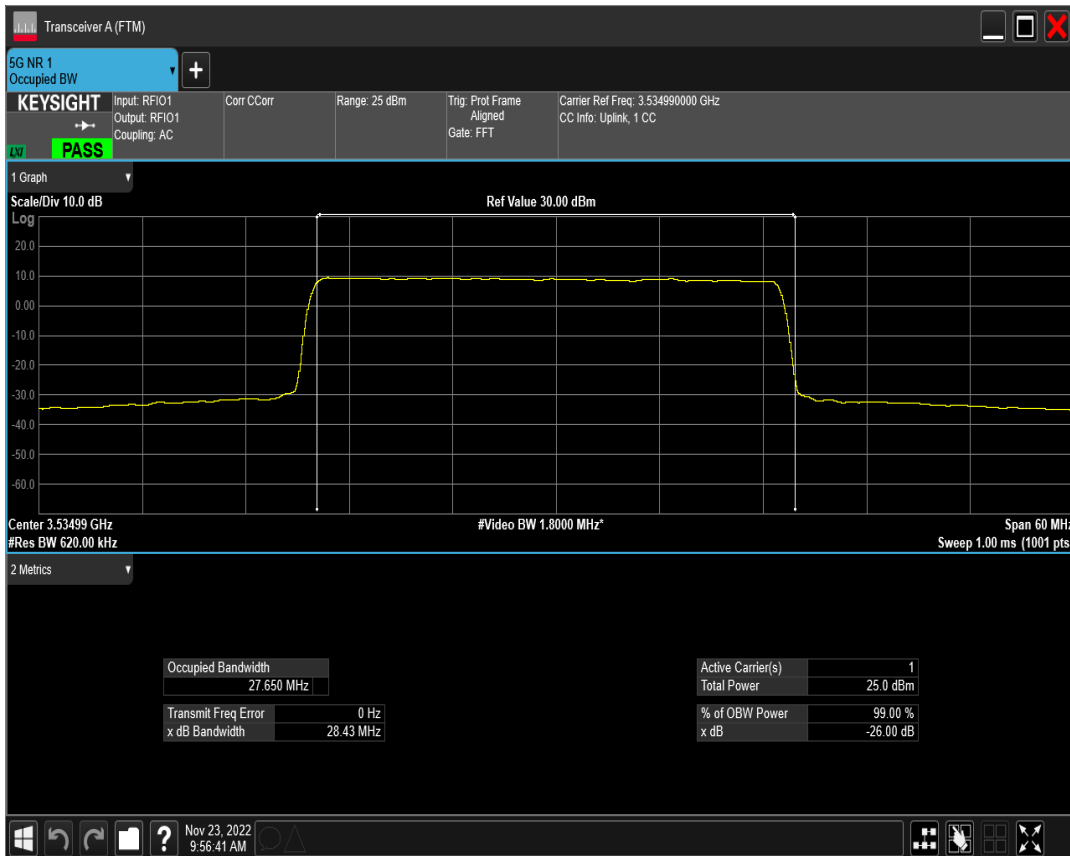 Transceiver A (FTM)
5G NR 1
Occupied BW
+
KEYSIGHT
LXI
PASS
Input: RFIO1
Output: RFIO1
Coupling: AC
Corr CCorr
Range: 25 dBm
Trig: Prot Frame
Aligned
Gate: FFT
Carrier Ref Freq: 3.534990000 GHz
CC Info: Uplink, 1 CC
1 Graph
Scale/Div 10.0 dB
Ref Value 30.00 dBm
Log
20.0
10.0
0.00
-10.0
-20.0
-30.0
-40.0
-50.0
-60.0
Center 3.53499 GHz
#Video BW 1.8000 MHz*
Span 60 MHz
#Res BW 620.00 kHz
Sweep 1.00 ms (1001 pts
2 Metrics
Occupied Bandwidth
27.650 MHz
Transmit Freq Error 0 Hz
x dB Bandwidth 28.43 MHz
Active Carrier(s) 1
Total Power 25.0 dBm
% of OBW Power 99.00 %
x dB -26.00 dB
?
Nov 23, 2022
9:56:41 AM